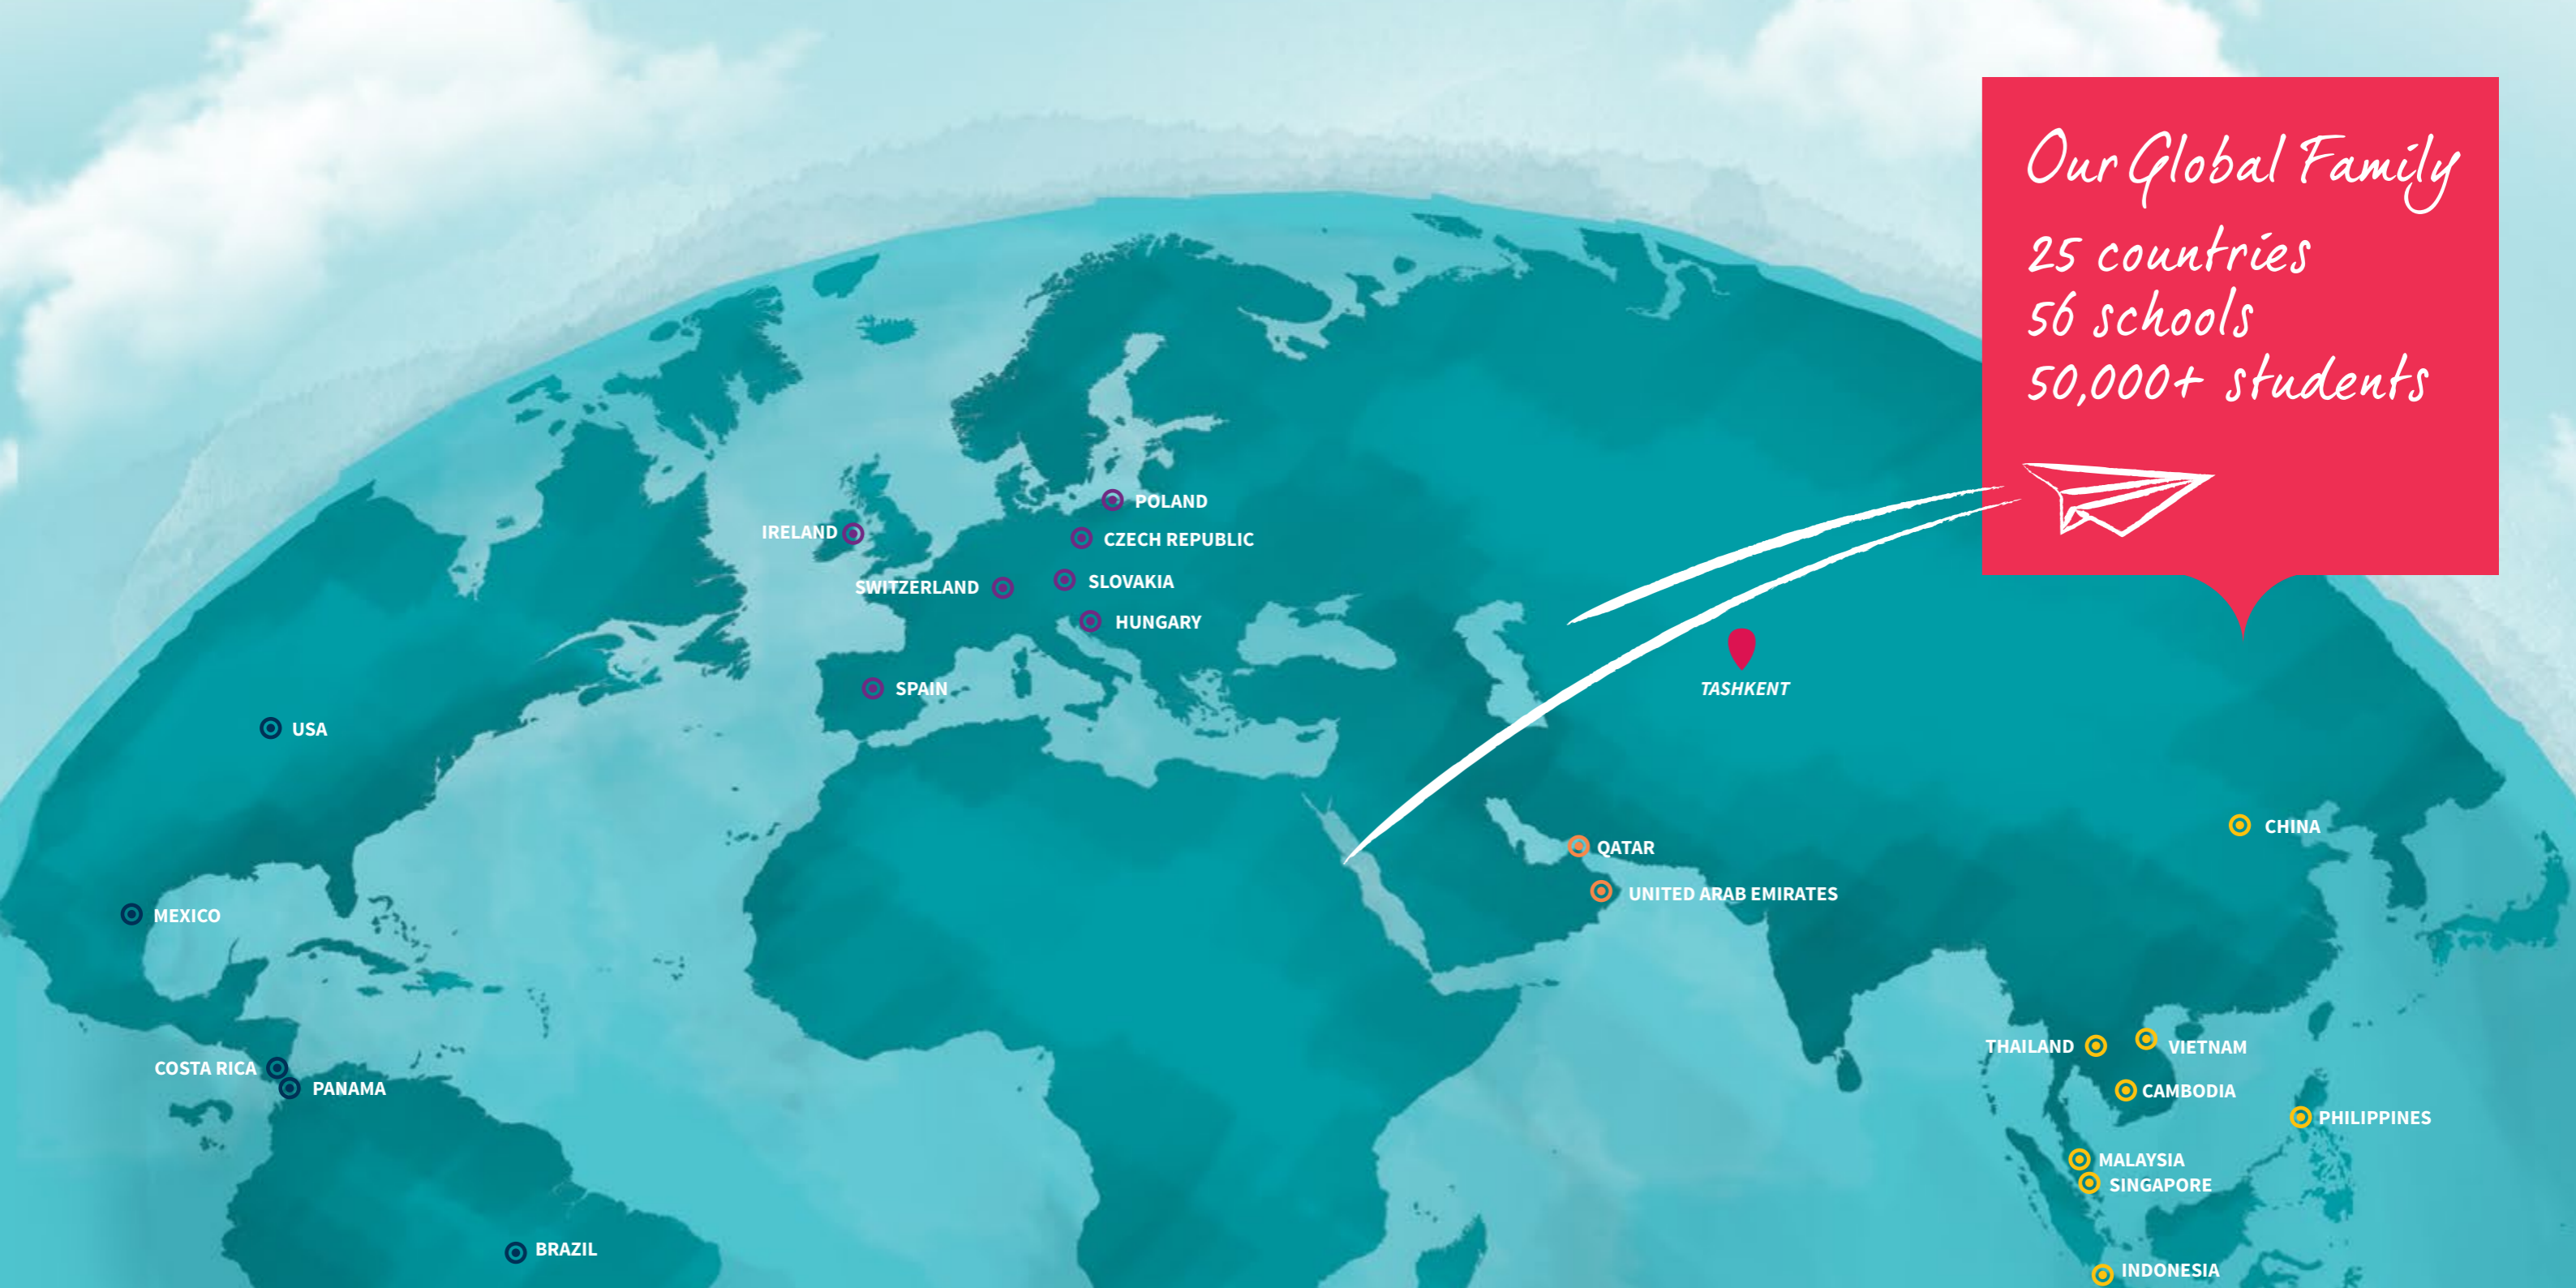 Our Global Family
25 countries
56 schools
50,000+ students
POLAND
IRELAND
CZECH REPUBLIC
SWITZERLAND
SLOVAKIA
HUNGARY
SPAIN
TASHKENT
USA
CHINA
QATAR
UNITED ARAB EMIRATES
MEXICO
THAILAND
VIETNAM
COSTA RICA
PANAMA
CAMBODIA
PHILIPPINES
MALAYSIA
SINGAPORE
BRAZIL
INDONESIA